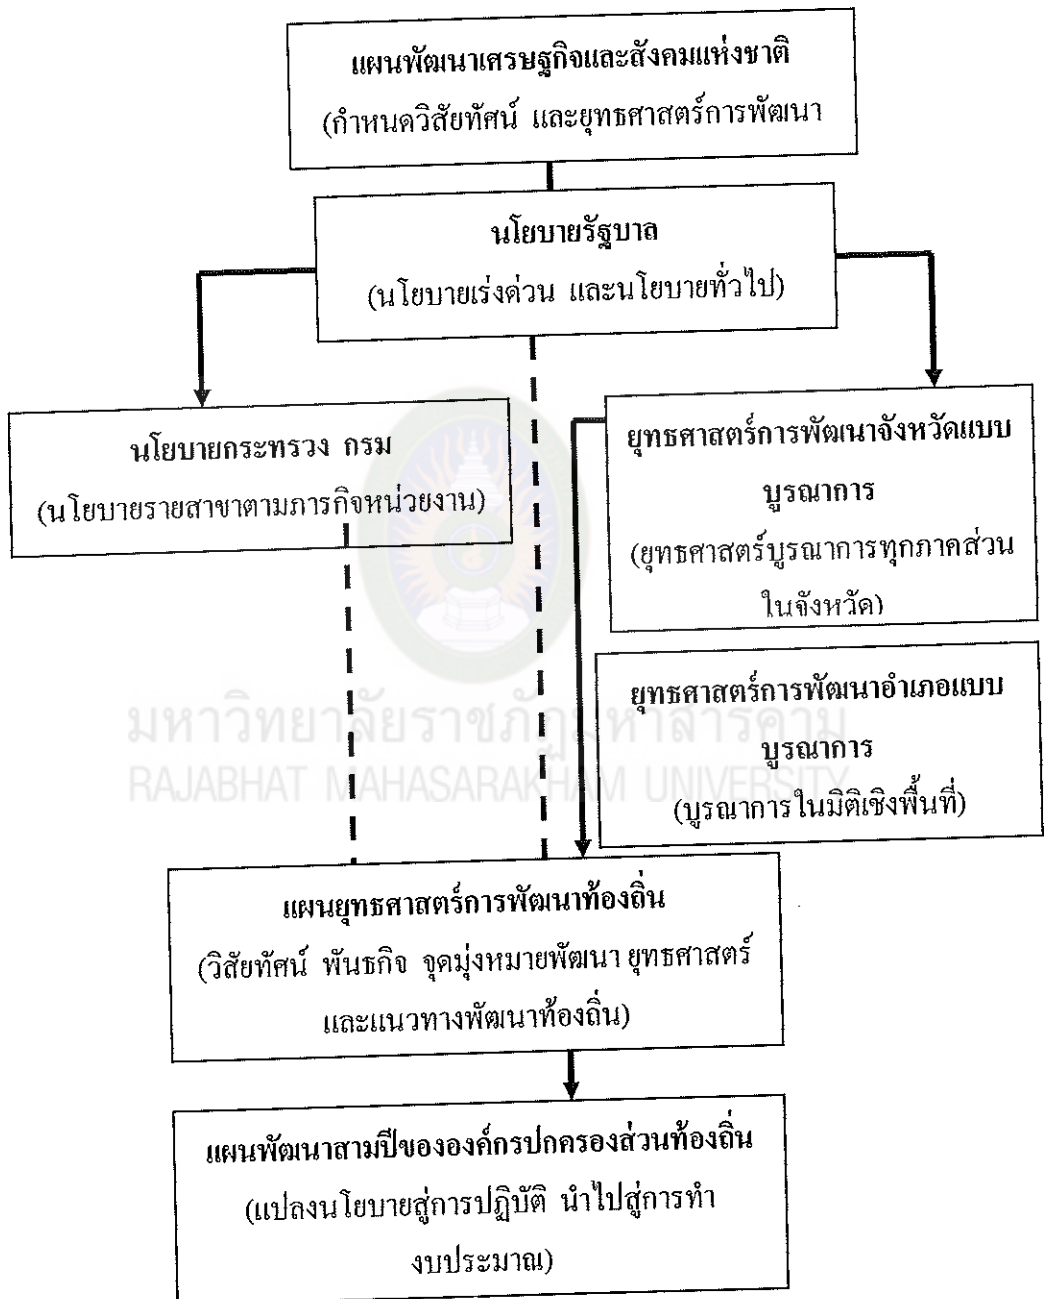 แผนพัฒนาเศรษฐกิจและสังคมแห่งชาติ
(กำหนดวิสัยทัศน์ และยุทธศาสตร์การพัฒนา
นโยบายรัฐบาล
(นโยบายเร่งด่วน และนโยบายทั่วไป)
นโยบายกระทรวง กรม
(นโยบายรายสาขาตามภารกิจหน่วยงาน)
ยุทธศาสตร์การพัฒนาจังหวัดแบบ
บูรณาการ
(ยุทธศาสตร์บูรณาการทุกภาคส่วน
ในจังหวัด)
ยุทธศาสตร์การพัฒนาอำเภอแบบ
บูรณาการ
(บูรณาการในมิติเชิงพื้นที่)
มหาวิทยาลัยราชภัฏมหาสารคาม
RAJABHAT MAHASARAKHAM UNIVERSITY
แผนยุทธศาสตร์การพัฒนาท้องถิ่น
(วิสัยทัศน์ พันธกิจ จุดมุ่งหมายพัฒนา ยุทธศาสตร์
และแนวทางพัฒนาท้องถิ่น)
แผนพัฒนาสามปีขององค์กรปกครองส่วนท้องถิ่น
(แปลงนโยบายสู่การปฏิบัติ นำไปสู่การทำ
งบประมาณ)